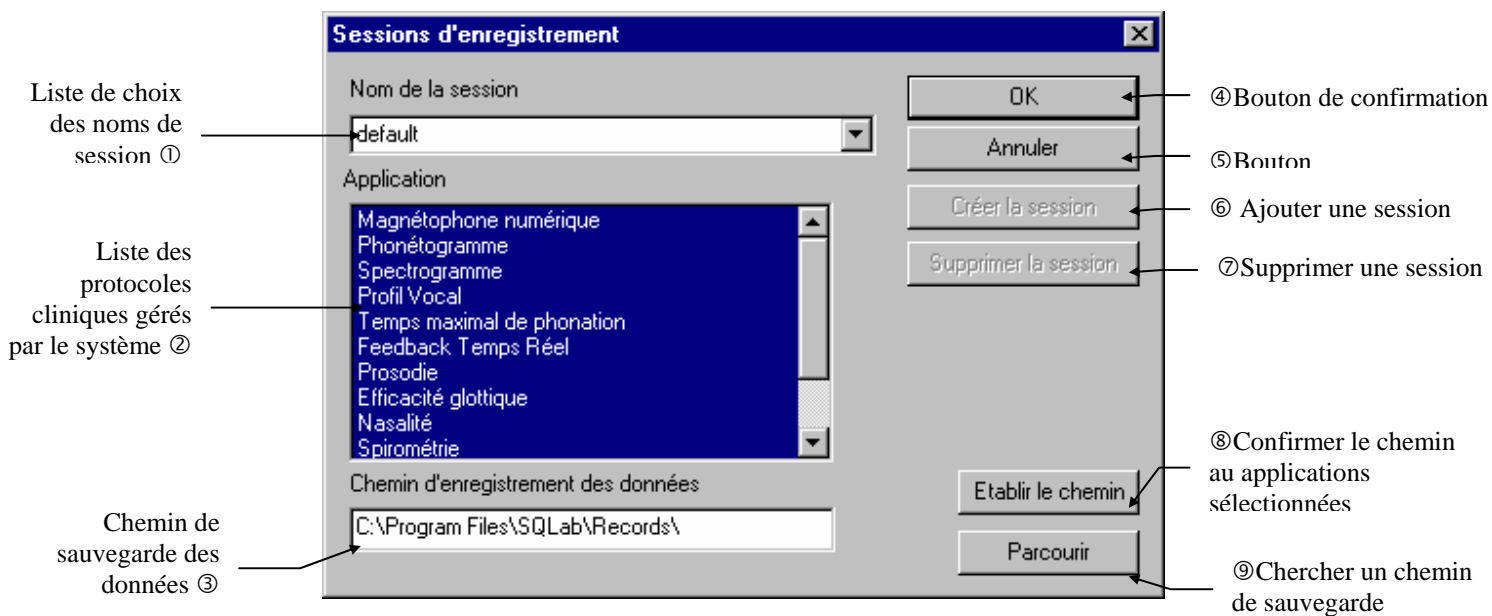 Sessions d'enregistrement
Liste de choix
des noms de
session ①
Nom de la session
default
Application
Magnétophone numérique
Phonétogramme
Spectrogramme
Profil Vocal
Temps maximal de phonation
Feedback Temps Réel
Prosodie
Efficacité glottique
Nasalité
Spirométrie
Liste des
protocoles
cliniques gérés
par le système ②
Chemin d'enregistrement des données
C:\Program Files\SQLab\Records\
Chemin de
sauvegarde des
données ③
OK
④Bouton de confirmation
Annuler
⑤Bouton
Créer la session
⑥ Ajouter une session
Supprimer la session
⑦Supprimer une session
Etablir le chemin
⑧Confirmer le chemin
au applications
sélectionnées
Parcourir
⑨Chercher un chemin
de sauvegarde